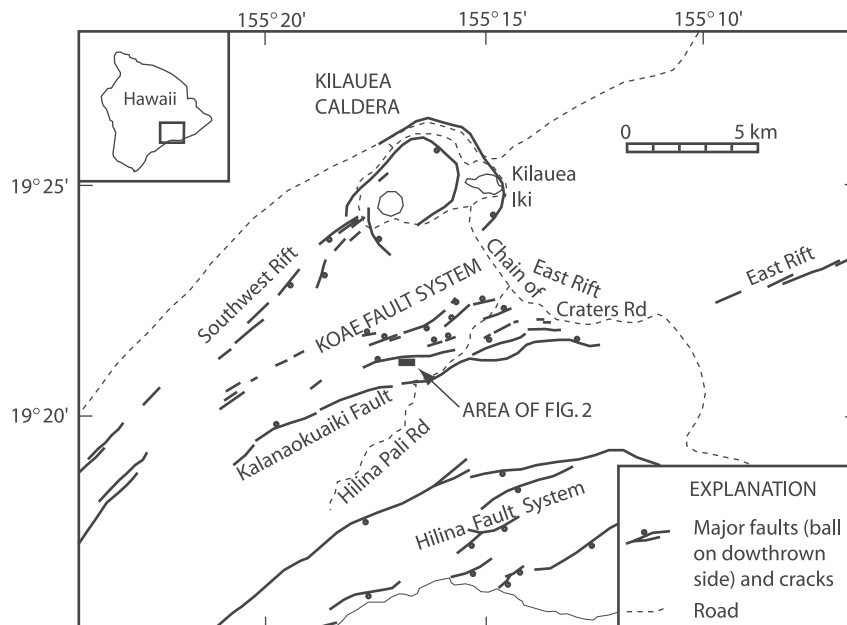 155°20'
155°15'
155°10'
Hawaii
KILAUEA
CALDERA
0
5 km
19°25'
Kilauea
Iki
Southwest Rift
Chain of
Craters Rd
East Rift
East Rift
KOAE FAULT SYSTEM
19°20'
AREA OF FIG. 2
Kalanaokuaiki Fault
Hilina Pali Rd
Hilina Fault System
EXPLANATION
Major faults (ball
on dowthrown
side) and cracks
Road